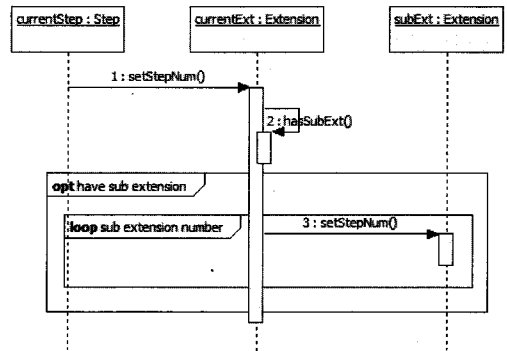 currentStep : Step
currentExt : Extension
subExt : Extension
1 : setStepNum()
2 : hasSubExt()
opt have sub extension
loop sub extension number
3 : setStepNum()